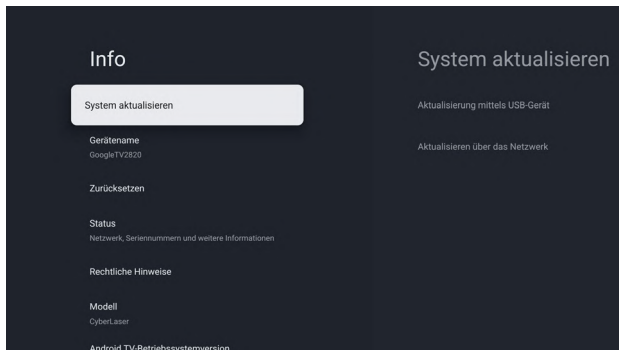 Info
System aktualisieren
Gerätename
GoogleTV2820
Zurücksetzen
Status
Netzwerk, Seriennummern und weitere Informationen
Rechtliche Hinweise
Modell
CyberLaser
Android TV-Betriebssystemversion
System aktualisieren
Aktualisierung mittels USB-Gerät
Aktualisieren über das Netzwerk